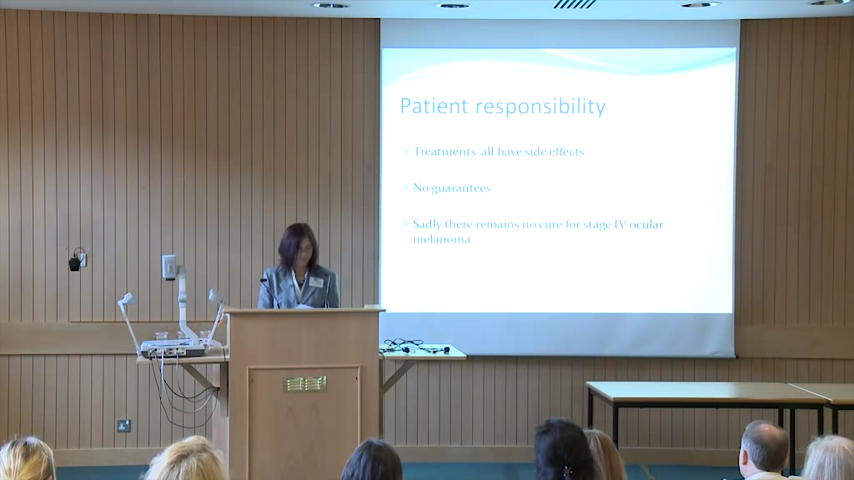 Patient responsibility
Treatments all have side effects
No guarantees
Sadly there remains no cure for stage IV ocular
melanoma